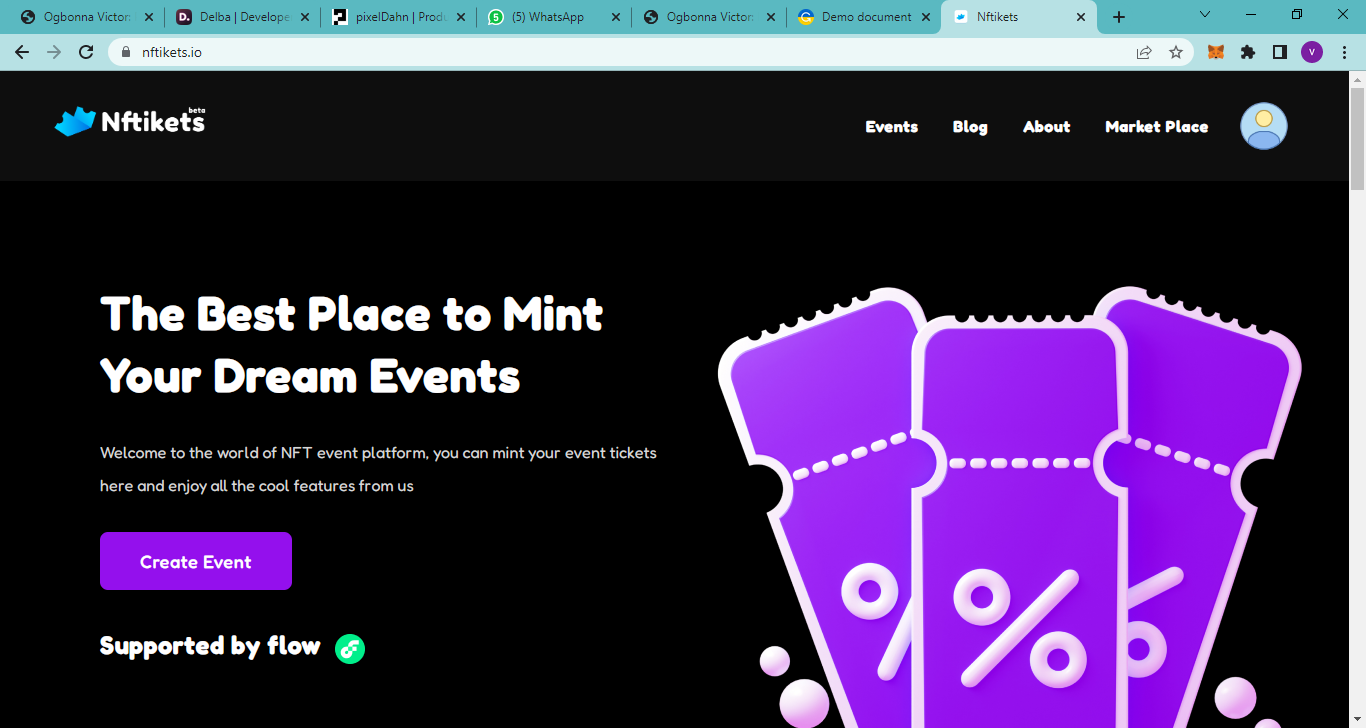 Ogbonna Victor
Delba | Develope
pixelDahn | Produ
5
(5) WhatsApp
Ogbonna Victor
Demo document
Nftikets
nftikets.io
V
Nftikets beta
Events
Blog
About
Market Place
The Best Place to Mint
Your Dream Events
Welcome to the world of NFT event platform, you can mint your event tickets
here and enjoy all the cool features from us
Create Event
Supported by flow
%
%
%